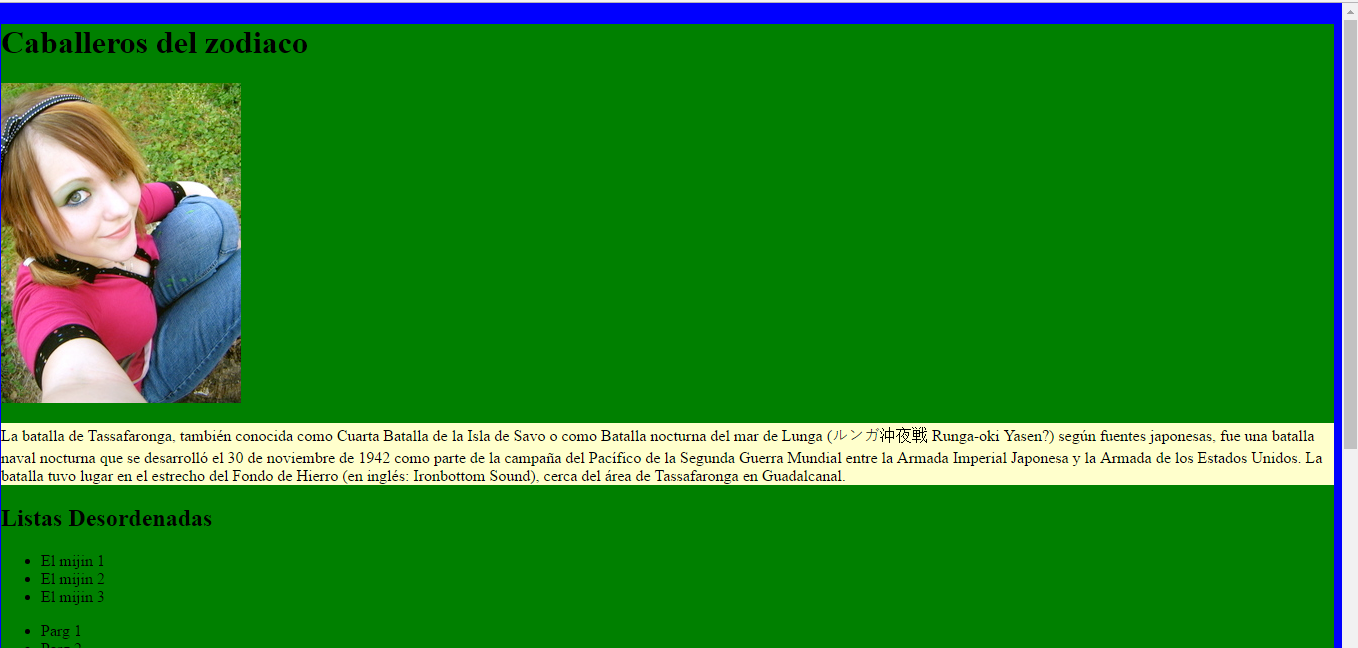 Caballeros del zodiaco
La batalla de Tassafaronga, también conocida como Cuarta Batalla de la Isla de Savo o como Batalla nocturna del mar de Lunga (ルンガ沖夜戦 Runga-oki Yasen?) según fuentes japonesas, fue una batalla
naval nocturna que se desarrolló el 30 de noviembre de 1942 como parte de la campaña del Pacífico de la Segunda Guerra Mundial entre la Armada Imperial Japonesa y la Armada de los Estados Unidos. La
batalla tuvo lugar en el estrecho del Fondo de Hierro (en inglés: Ironbottom Sound), cerca del área de Tassafaronga en Guadalcanal.
Listas Desordenadas
• El mijin 1
• El mijin 2
• El mijin 3
• Parg 1